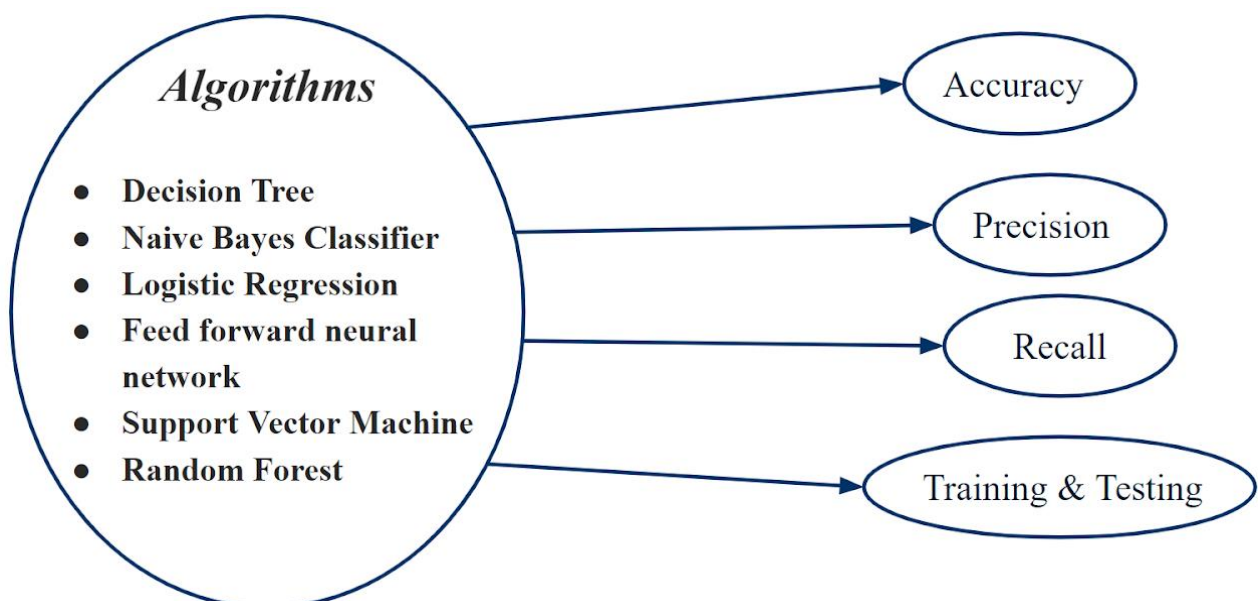 Algorithms
● Decision Tree
● Naive Bayes Classifier
● Logistic Regression
● Feed forward neural
network
● Support Vector Machine
● Random Forest
Accuracy
Precision
Recall
Training & Testing